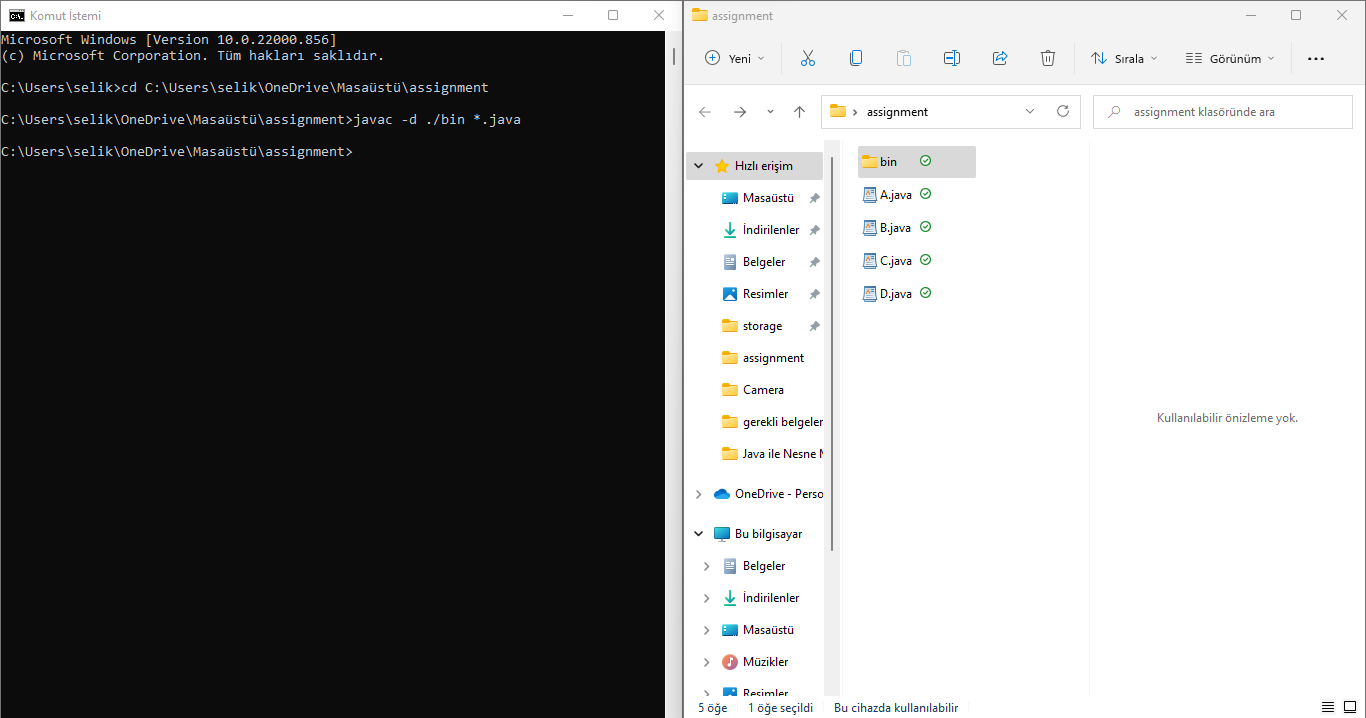 Komut İstemi
Microsoft Windows [Version 10.0.22000.856]
(c) Microsoft Corporation. Tüm hakları saklıdır.
C:\Users\selik>cd C:\Users\selik\OneDrive\Masaüstü\assignment
C:\Users\selik\OneDrive\Masaüstü\assignment>javac -d ./bin *.java
C:\Users\selik\OneDrive\Masaüstü\assignment>
assignment
Yeni
Sırala
Görünüm
assignment
assignment klasöründe ara
Hızlı erişim
Masaüstü
İndirilenler
Belgeler
Resimler
storage
assignment
Camera
gerekli belgeler
Java ile Nesne
OneDrive - Perso
Bu bilgisayar
Belgeler
İndirilenler
Masaüstü
Müzikler
Resimler
bin
A.java
B.java
C.java
D.java
Kullanılabilir önizleme yok.
5 öğe
1 öğe seçildi
Bu cihazda kullanılabilir